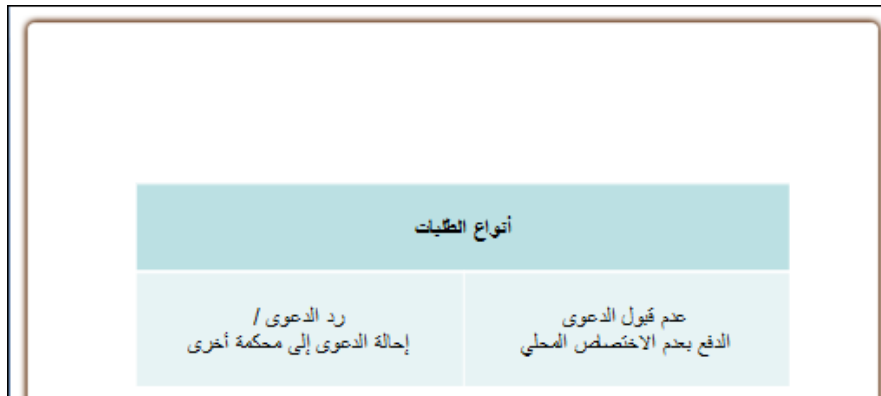 أنواع الطلبات
عدم قبول الدعوى
الدفع بعدم الاختصاص المحلي
رد الدعوى /
إحالة الدعوى إلى محكمة أخرى